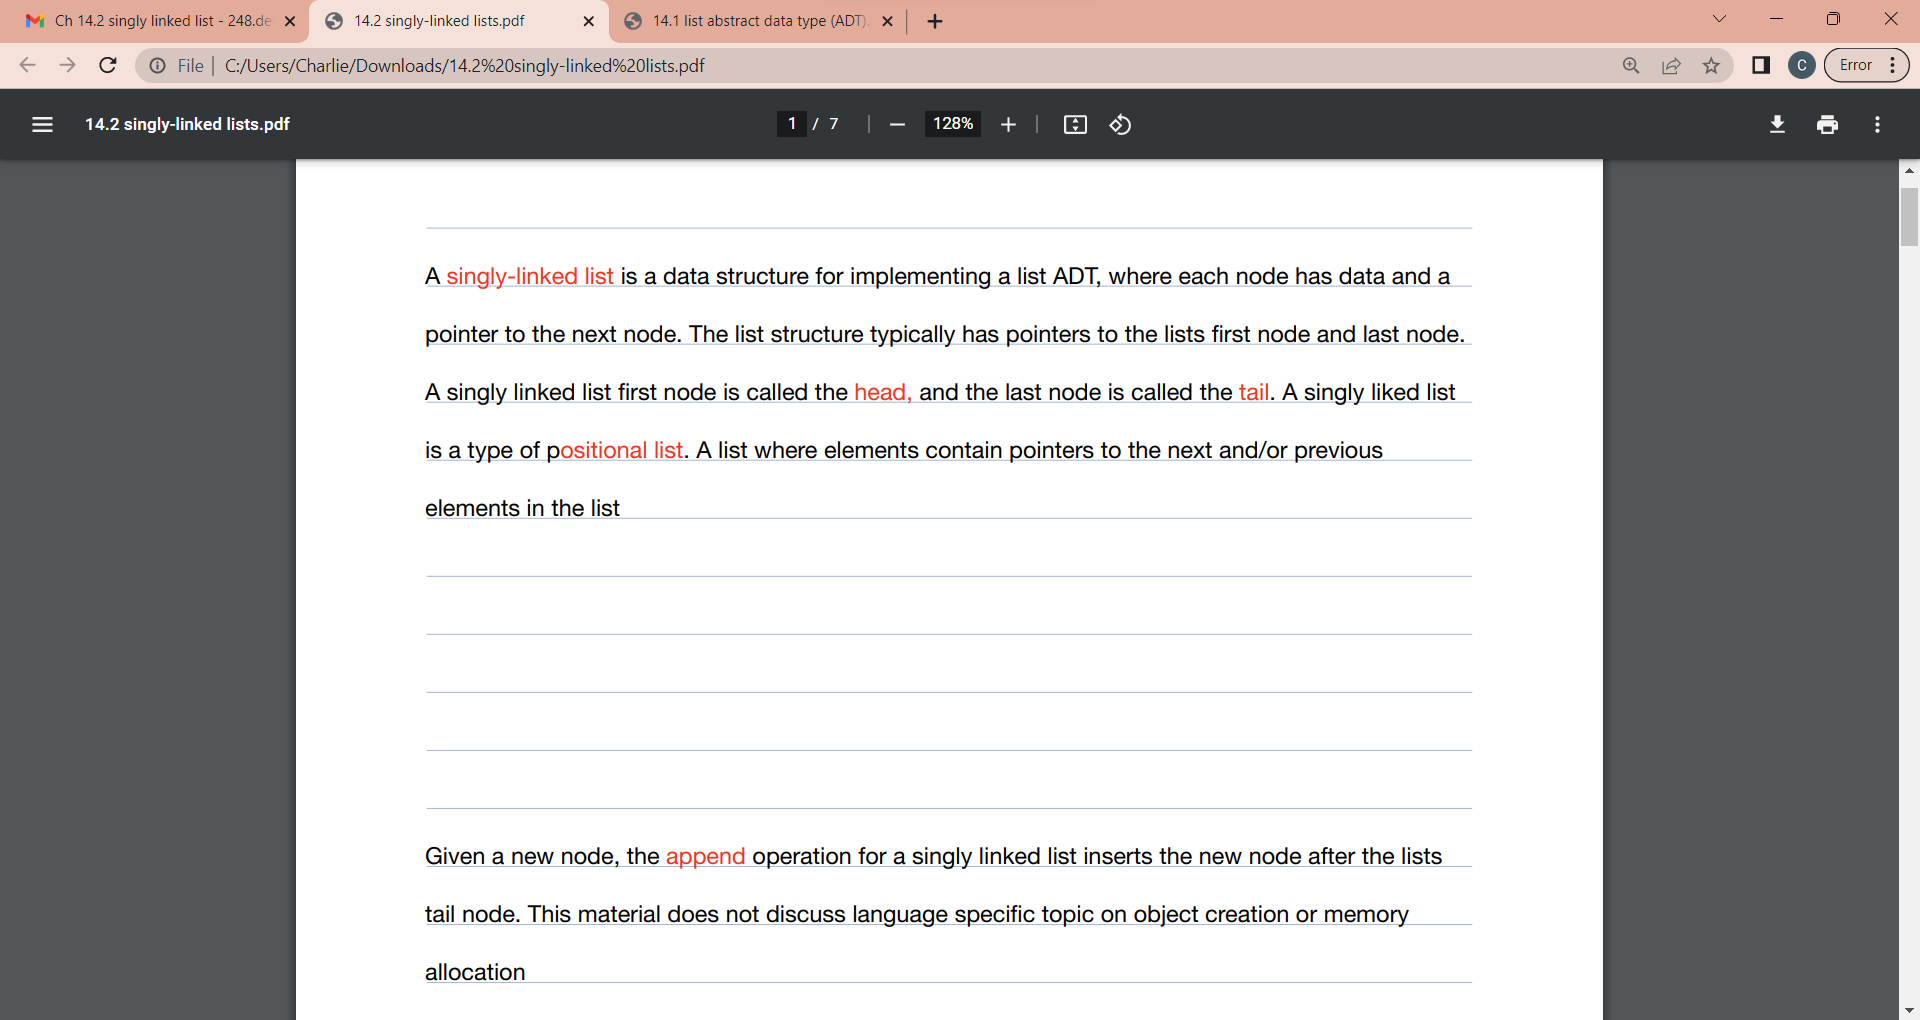 Ch 14.2 singly linked list - 248.de
14.2 singly-linked lists.pdf
14.1 list abstract data type (ADT).
File
C:/Users/Charlie/Downloads/14.2%20singly-linked%20lists.pdf
C
Error
14.2 singly-linked lists.pdf
1 / 7
128%
A singly-linked list is a data structure for implementing a list ADT, where each node has data and a
pointer to the next node. The list structure typically has pointers to the lists first node and last node.
A singly linked list first node is called the head, and the last node is called the tail. A singly liked list
is a type of positional list. A list where elements contain pointers to the next and/or previous
elements in the list
Given a new node, the append operation for a singly linked list inserts the new node after the lists
tail node. This material does not discuss language specific topic on object creation or memory
allocation